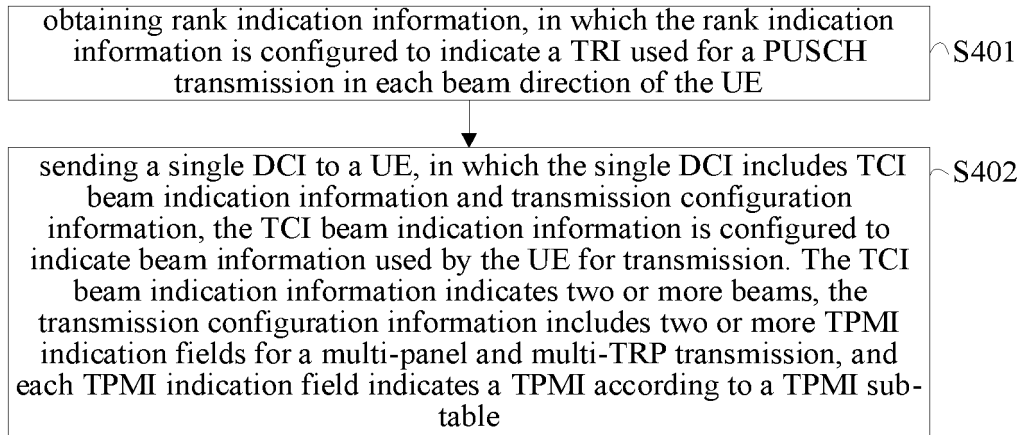 obtaining rank indication information, in which the rank indication
information is configured to indicate a TRI used for a PUSCH
transmission in each beam direction of the UE
S401
sending a single DCI to a UE, in which the single DCI includes TCI
beam indication information and transmission configuration
information, the TCI beam indication information is configured to
indicate beam information used by the UE for transmission. The TCI
beam indication information indicates two or more beams, the
transmission configuration information includes two or more TPMI
indication fields for a multi-panel and multi-TRP transmission, and
each TPMI indication field indicates a TPMI according to a TPMI sub-
table
S402